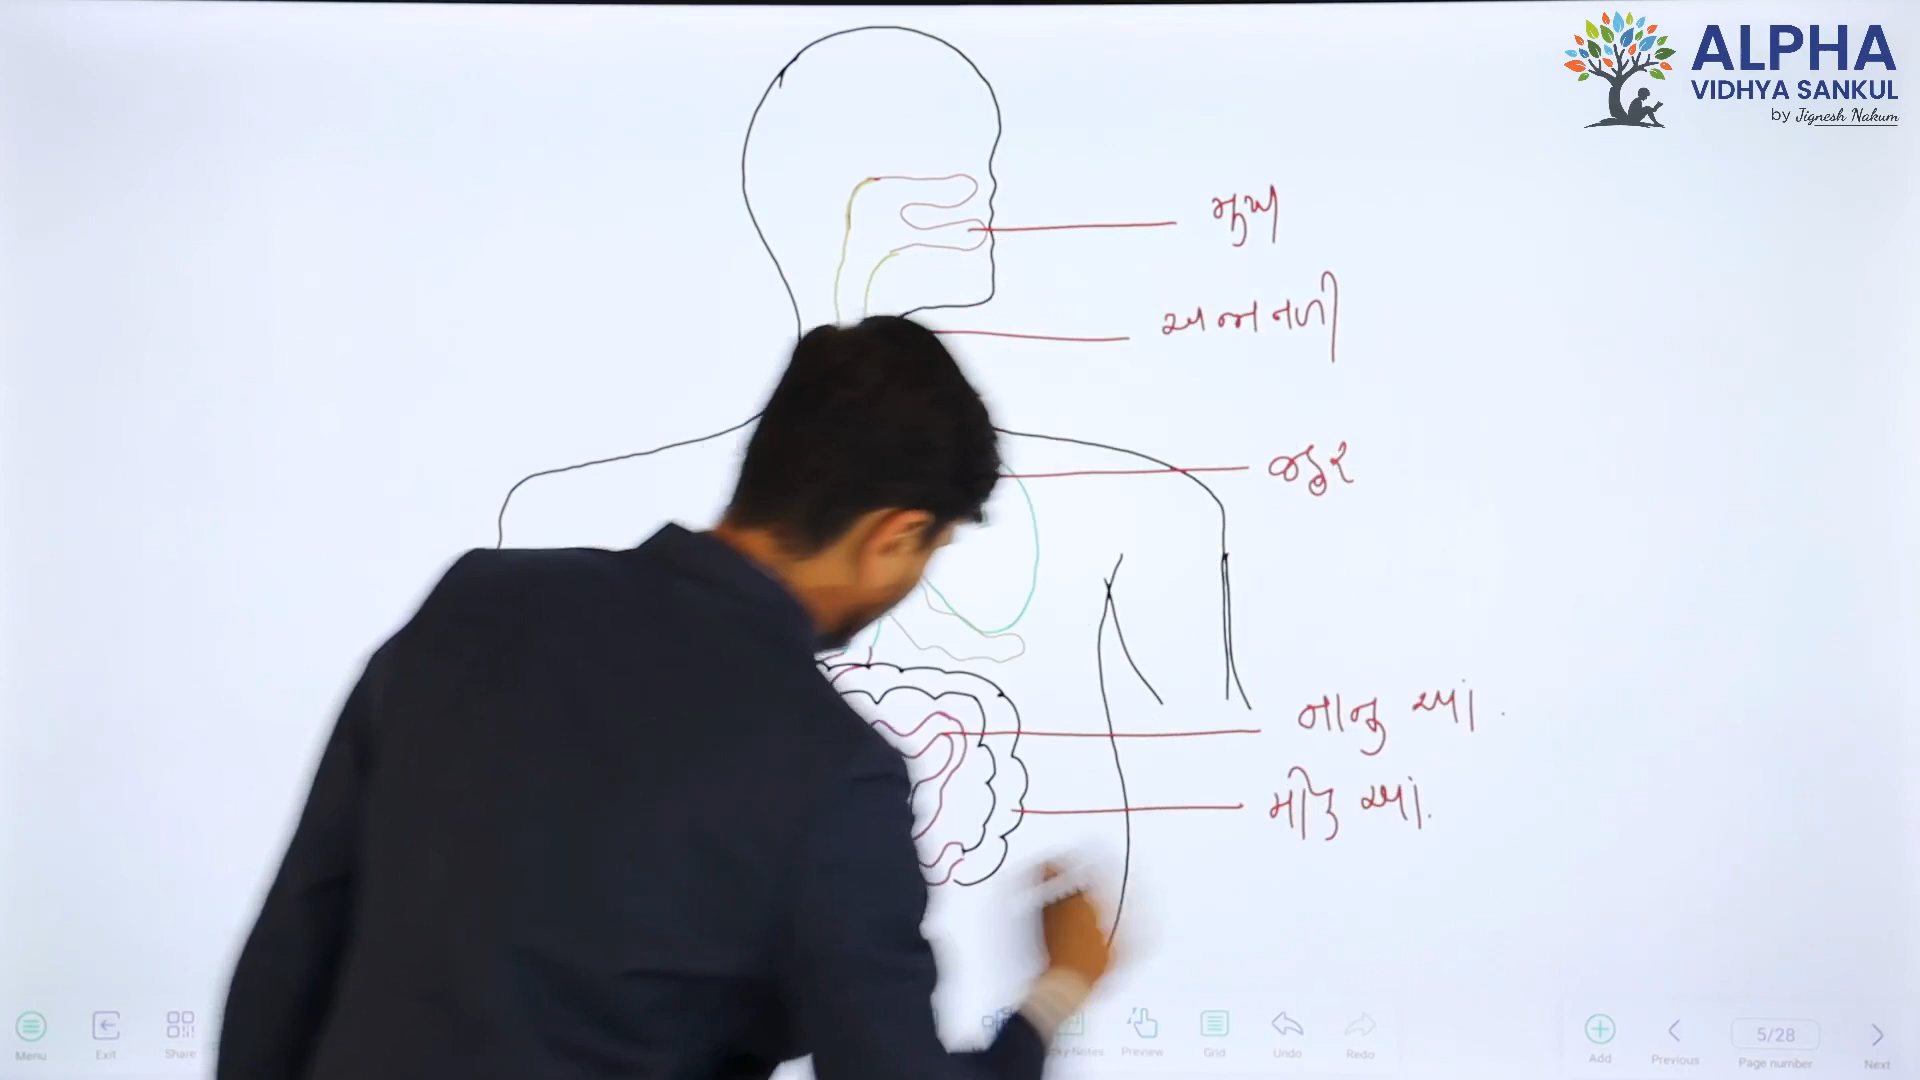 ALPHA
VIDHYA SANKUL
by Jignesh Nakum
મુખ
અન્નનળી
જઠર
નાનુ આં.
મોટુ આં.
Menu
Exit
Share
Preview
Grid
Undo
Redo
Add
Previous
5/28
Page number
Next